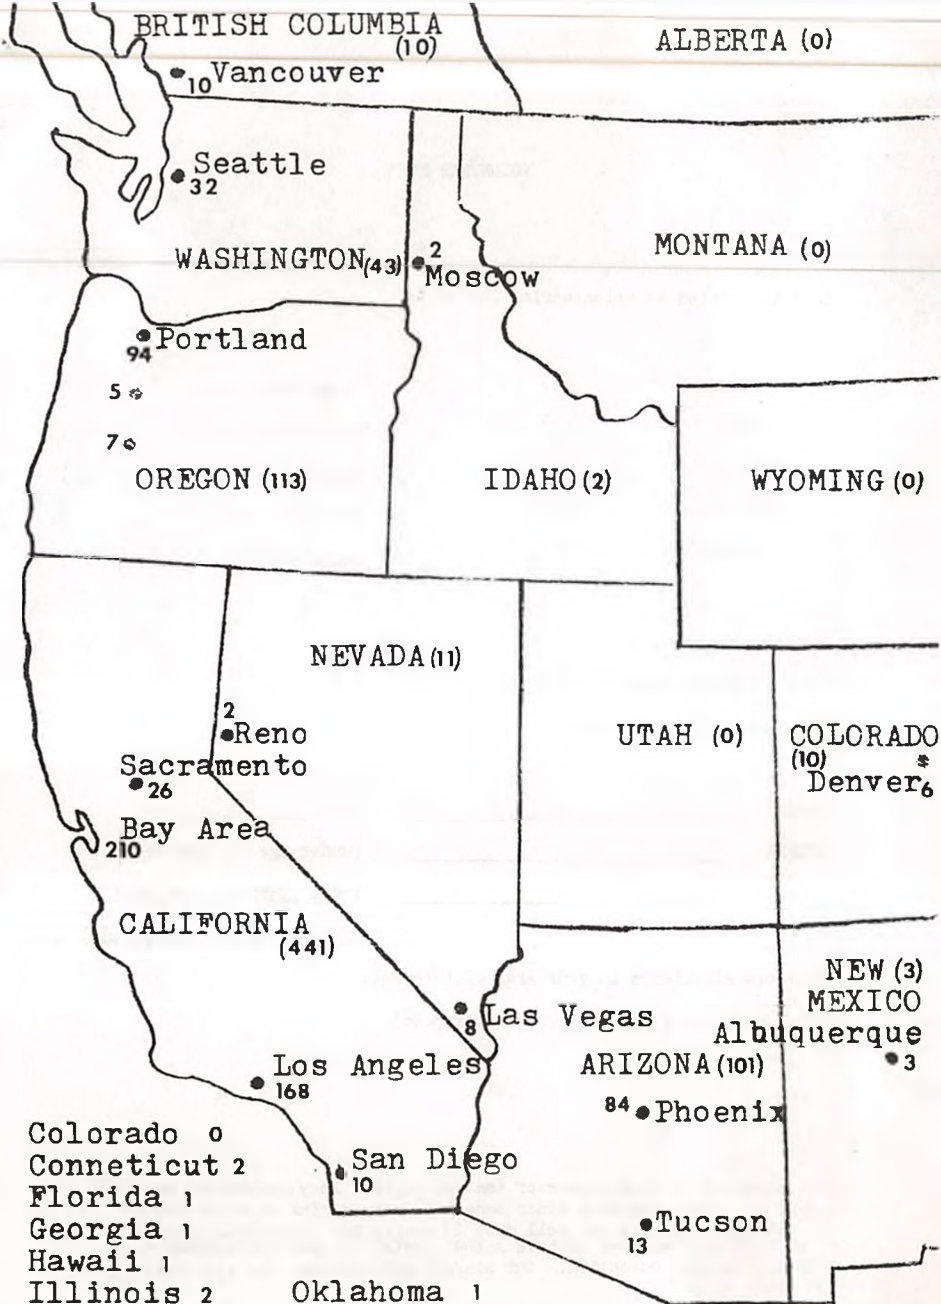 BRITISH COLUMBIA
(10)
ALBERTA (0)
10 Vancouver
Seattle
32
WASHINGTON (43)
2
Moscow
MONTANA (0)
Portland
94
5
7
OREGON (113)
IDAHO (2)
WYOMING (0)
NEVADA (11)
2
Reno
UTAH (0)
COLORADO
(10)
Denver 6
Sacramento
26
Bay Area
210
CALIFORNIA
(441)
NEW (3)
MEXICO
Albuquerque
3
8 Las Vegas
Los Angeles
168
ARIZONA (101)
84 Phoenix
San Diego
10
Tucson
13
Colorado 0
Conneticut 2
Florida 1
Georgia 1
Hawaii 1
Illinois 2
Oklahoma 1